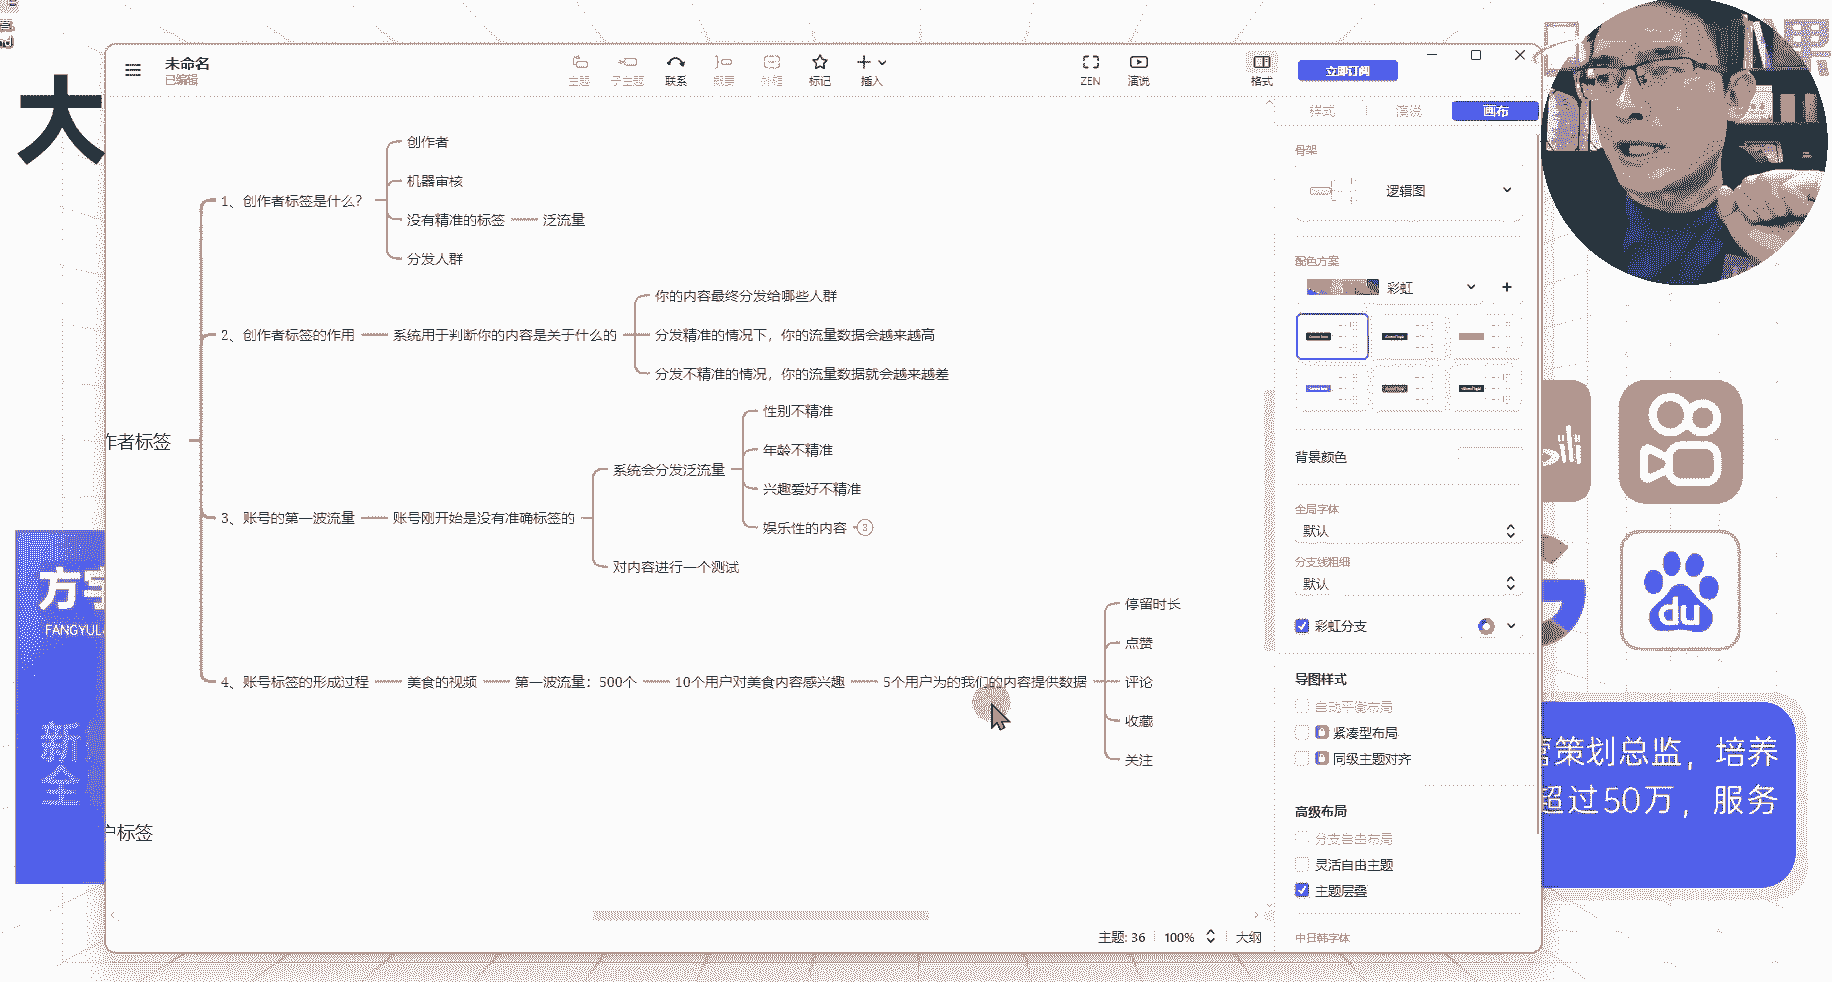 大
未命名
已编辑
主题
子主题
联系
概要
外框
标记
插入
ZEN
演说
格式
立即订阅
样式
演说
画布
创作者
机器审核
1、创作者标签是什么?
没有精准的标签
泛流量
分发人群
你的内容最终分发给哪些人群
2、创作者标签的作用
系统用于判断你的内容是关于什么的
分发精准的情况下，你的流量数据会越来越高
分发不精准的情况，你的流量数据就会越来越差
作者标签
性别不精准
年龄不精准
系统会分发泛流量
兴趣爱好不精准
娱乐性的内容
3
3、账号的第一波流量
账号刚开始是没有准确标签的
对内容进行一个测试
4、账号标签的形成过程
美食的视频
第一波流量：500个
10个用户对美食内容感兴趣
5个用户为的我们的内容提供数据
停留时长
点赞
评论
收藏
关注
户标签
骨架
逻辑图
配色方案
彩虹
背景颜色
全局字体
默认
分支线粗细
默认
彩虹分支
导图样式
自动平衡布局
紧凑型布局
同级主题对齐
高级布局
分支自由布局
灵活自由主题
主题层叠
中日韩字体
主题: 36
100%
大纲
方宇
FANGYUL
新
全
du
营策划总监，培养
超过50万，服务